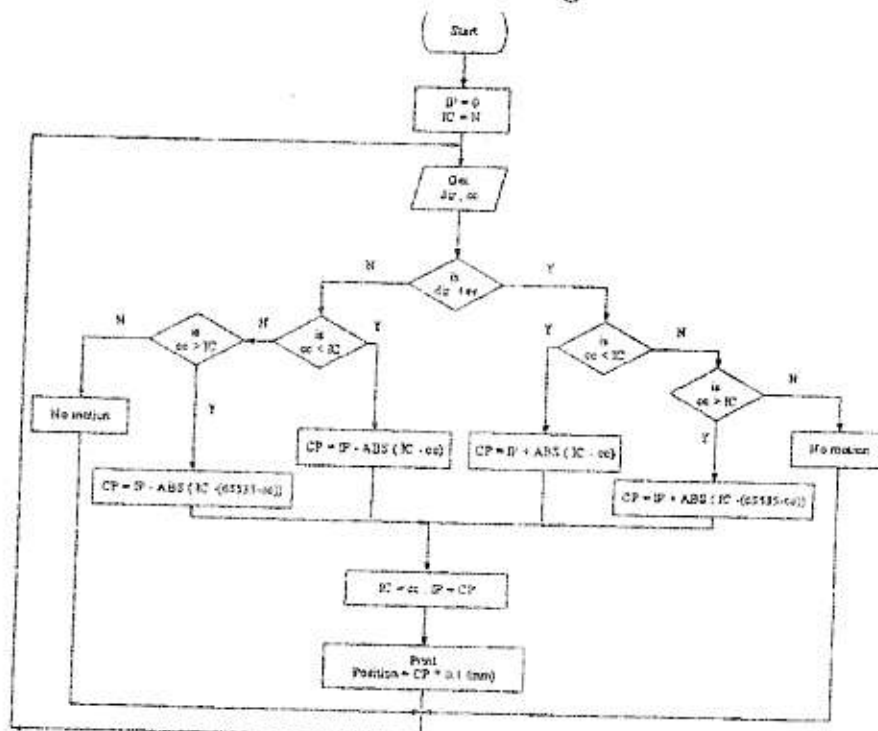 Start
IP = 0
IC = N
Get
dir, cc
N
is
dir
Y
N
is
cc > IC
N
is
cc < IC
Y
Y
is
cc < IC
N
is
cc > IC
N
Y
Y
No motion
CP = IP - ABS ( IC - cc)
CP = IP + ABS ( IC - cc)
No motion
CP = IP - ABS ( IC -(65535-cc))
CP = IP + ABS ( IC -(65535-cc))
IC = cc IP = CP
Print
Position = CP * 0.1 (mm)